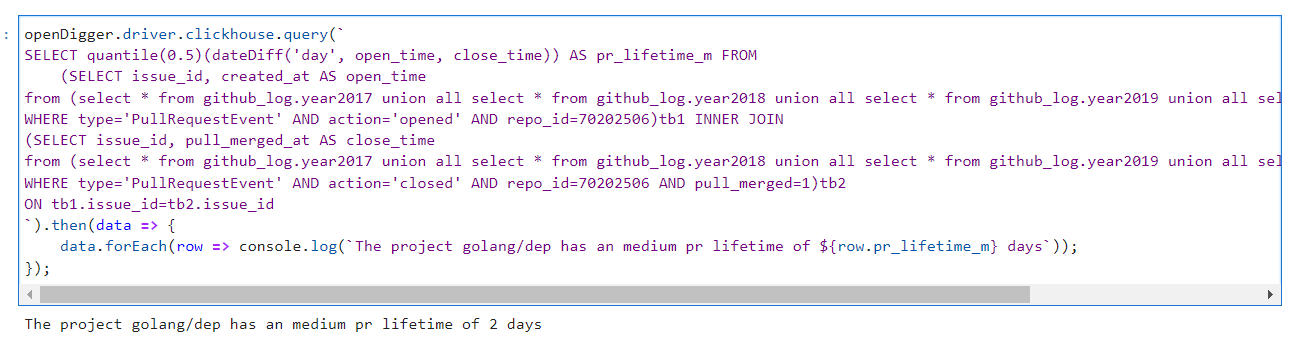 :
openDigger.driver.clickhouse.query(`
SELECT quantile(0.5)(dateDiff('day', open_time, close_time)) AS pr_lifetime_m FROM
    (SELECT issue_id, created_at AS open_time
from (select * from github_log.year2017 union all select * from github_log.year2018 union all select * from github_log.year2019 union all sel
WHERE type='PullRequestEvent' AND action='opened' AND repo_id=70202506)tb1 INNER JOIN
(SELECT issue_id, pull_merged_at AS close_time
from (select * from github_log.year2017 union all select * from github_log.year2018 union all select * from github_log.year2019 union all sel
WHERE type='PullRequestEvent' AND action='closed' AND repo_id=70202506 AND pull_merged=1)tb2
ON tb1.issue_id=tb2.issue_id
`).then(data => {
    data.forEach(row => console.log(`The project golang/dep has an medium pr lifetime of ${row.pr_lifetime_m} days`));
});
The project golang/dep has an medium pr lifetime of 2 days